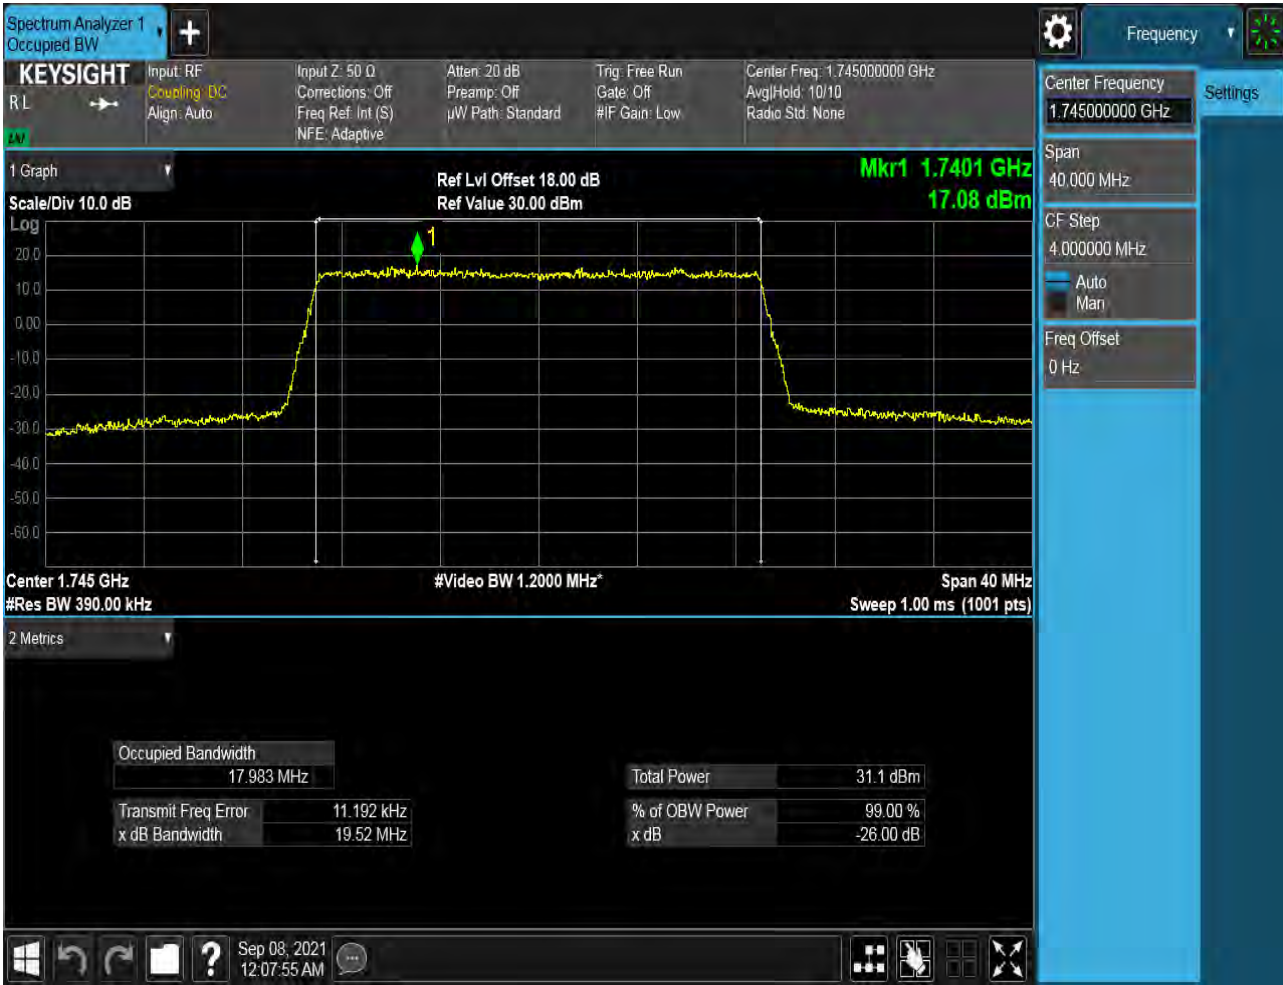 Spectrum Analyzer 1
Occupied BW
Frequency
KEYSIGHT
R L
Input: RF
Coupling: DC
Align: Auto
Input Z: 50 Ω
Corrections: Off
Freq Ref: Int (S)
NFE: Adaptive
Atten: 20 dB
Preamp: Off
µW Path: Standard
Trig: Free Run
Gate: Off
#IF Gain: Low
Center Freq: 1.745000000 GHz
Avg|Hold: 10/10
Radio Std: None
Center Frequency
1.745000000 GHz
Settings
Span
40.000 MHz
CF Step
4.000000 MHz
Auto
Man
Freq Offset
0 Hz
1 Graph
Scale/Div 10.0 dB
Log
Ref Lvl Offset 18.00 dB
Ref Value 30.00 dBm
Mkr1 1.7401 GHz
17.08 dBm
1
20.0
10.0
0.00
-10.0
-20.0
-30.0
-40.0
-50.0
-60.0
Center 1.745 GHz
#Res BW 390.00 kHz
#Video BW 1.2000 MHz*
Span 40 MHz
Sweep 1.00 ms (1001 pts)
2 Metrics
Occupied Bandwidth
17.983 MHz
Transmit Freq Error 11.192 kHz
x dB Bandwidth 19.52 MHz
Total Power 31.1 dBm
% of OBW Power 99.00 %
x dB -26.00 dB
?
Sep 08, 2021
12:07:55 AM